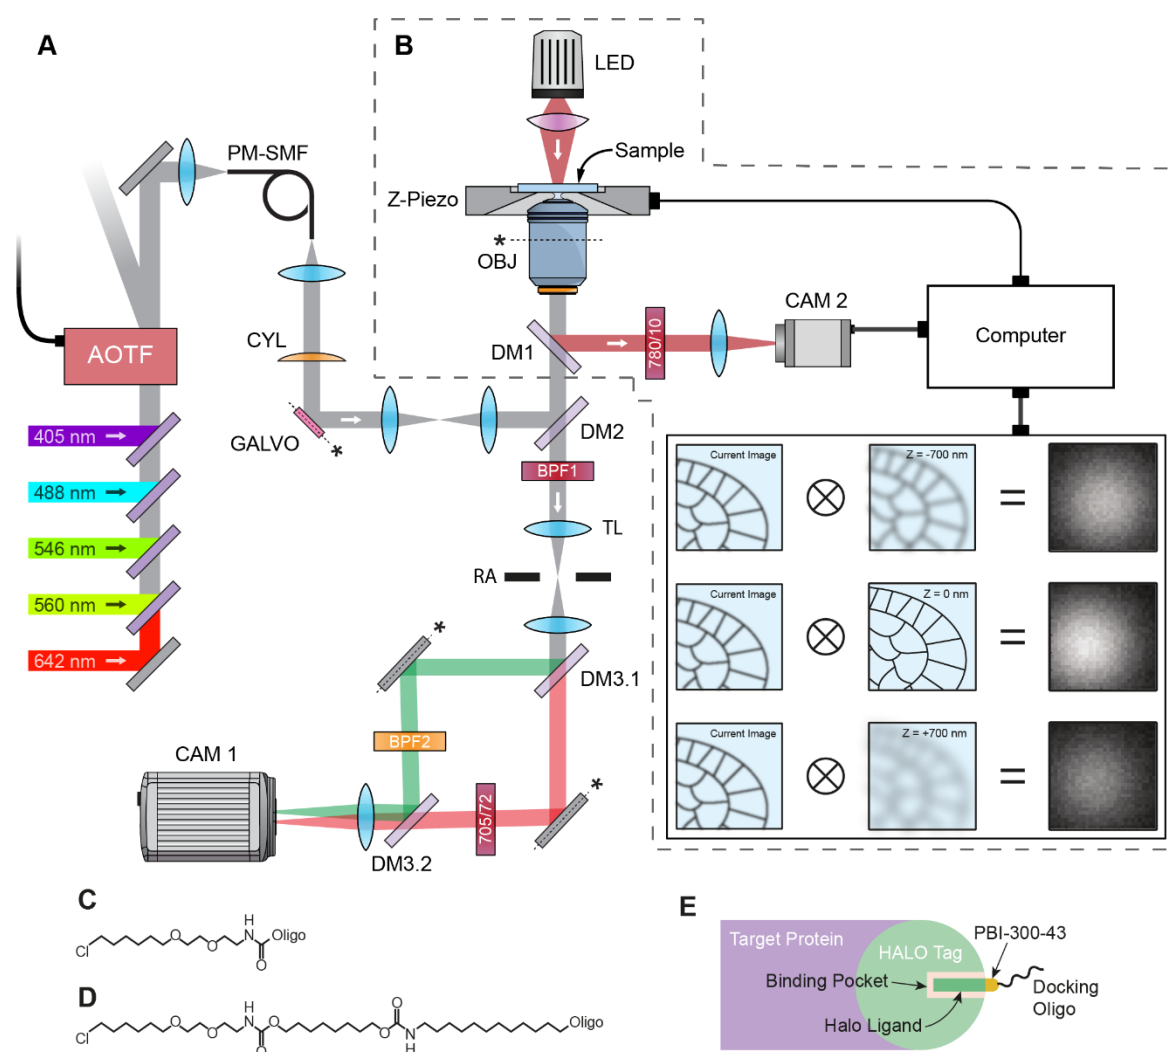 A
B
LED
PM-SMF
Sample
Z-Piezo
*
OBJ
CAM 2
Computer
AOTF
CYL
DM1
780/10
GALVO
*
DM2
405 nm
488 nm
546 nm
560 nm
642 nm
BPF1
TL
RA
Current Image
Z = -700 nm
=
Current Image
Z = 0 nm
=
Current Image
Z = +700 nm
=
*
DM3.1
BPF2
CAM 1
*
705/72
DM3.2
C
Cl
O
O
H
N
O
Oligo
O
D
Cl
O
O
H
N
O
O
O
O
N
H
Oligo
E
Target Protein
HALO Tag
PBI-300-43
Binding Pocket
Docking
Oligo
Halo Ligand